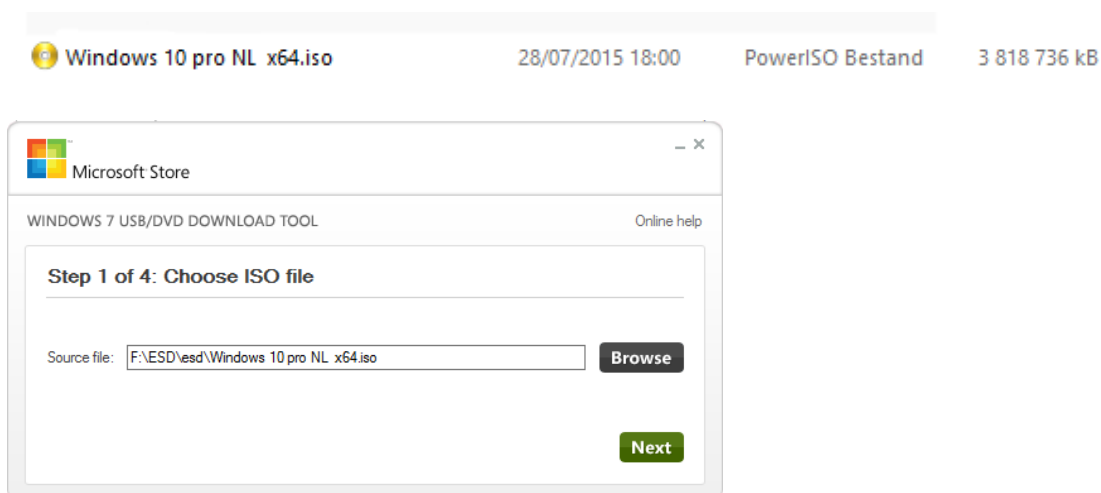 Windows 10 pro NL x64.iso 28/07/2015 18:00 PowerISO Bestand 3 818 736 kB
Microsoft Store
WINDOWS 7 USB/DVD DOWNLOAD TOOL Online help
Step 1 of 4: Choose ISO file
Source file: F:\ESD\esd\Windows 10 pro NL x64.iso Browse
Next